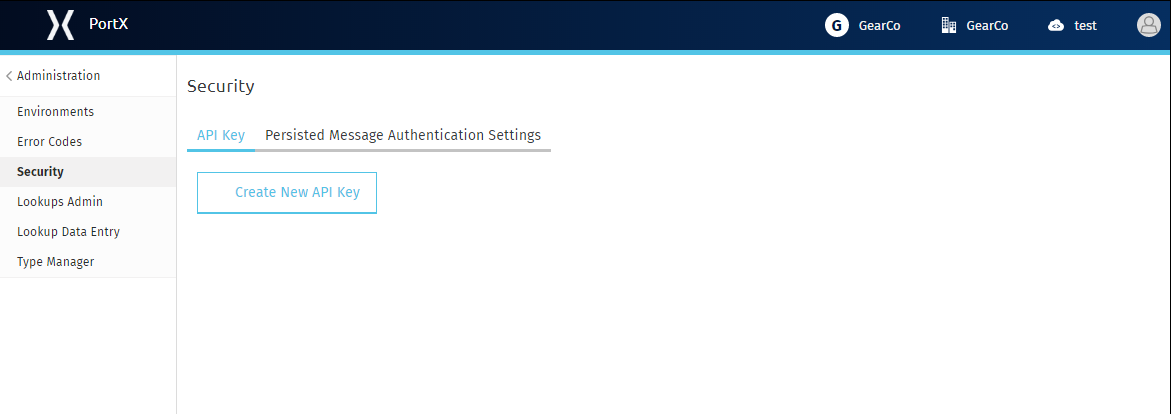 PortX
G GearCo GearCo test
Administration
Environments
Error Codes
Security
Lookups Admin
Lookup Data Entry
Type Manager
Security
API Key Persisted Message Authentication Settings
Create New API Key